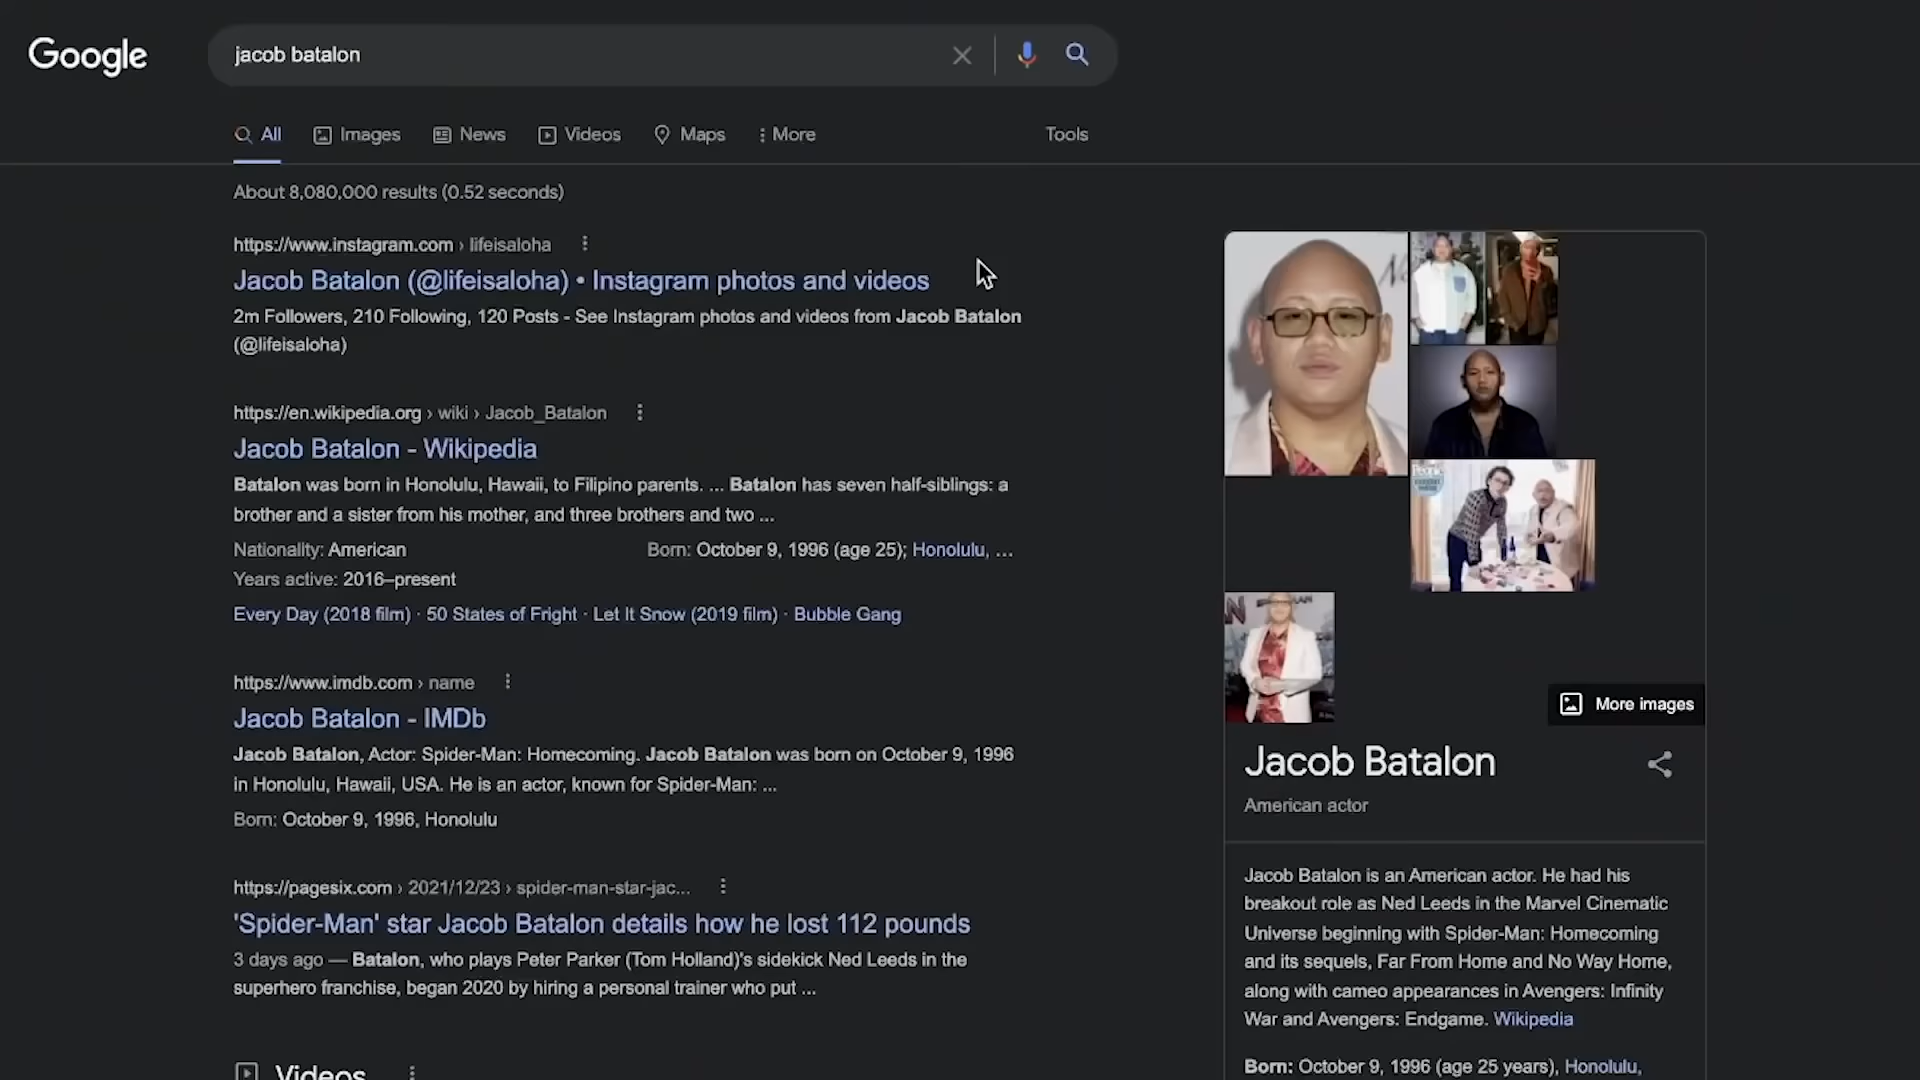 Google
jacob batalon
All
Images
News
Videos
Maps
More
Tools
About 8,080,000 results (0.52 seconds)
https://www.instagram.com › lifeisaloha
Jacob Batalon (@lifeisaloha) • Instagram photos and videos
2m Followers, 210 Following, 120 Posts - See Instagram photos and videos from Jacob Batalon
(@lifeisaloha)
https://en.wikipedia.org › wiki › Jacob_Batalon
Jacob Batalon - Wikipedia
Batalon was born in Honolulu, Hawaii, to Filipino parents. ... Batalon has seven half-siblings: a
brother and a sister from his mother, and three brothers and two ...
Nationality: American
Born: October 9, 1996 (age 25); Honolulu, ...
Years active: 2016–present
Every Day (2018 film) · 50 States of Fright · Let It Snow (2019 film) · Bubble Gang
https://www.imdb.com › name
Jacob Batalon - IMDb
Jacob Batalon, Actor: Spider-Man: Homecoming. Jacob Batalon was born on October 9, 1996
in Honolulu, Hawaii, USA. He is an actor, known for Spider-Man: ...
Born: October 9, 1996, Honolulu
https://pagesix.com › 2021/12/23 › spider-man-star-jac...
'Spider-Man' star Jacob Batalon details how he lost 112 pounds
3 days ago — Batalon, who plays Peter Parker (Tom Holland)'s sidekick Ned Leeds in the
superhero franchise, began 2020 by hiring a personal trainer who put ...
Videos
More images
Jacob Batalon
American actor
Jacob Batalon is an American actor. He had his
breakout role as Ned Leeds in the Marvel Cinematic
Universe beginning with Spider-Man: Homecoming
and its sequels, Far From Home and No Way Home,
along with cameo appearances in Avengers: Infinity
War and Avengers: Endgame. Wikipedia
Born: October 9, 1996 (age 25 years), Honolulu,